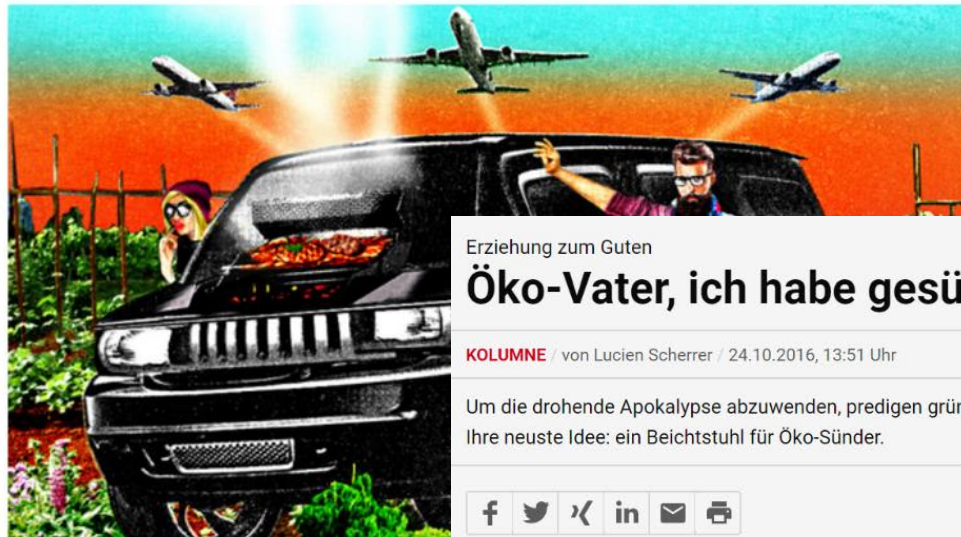 Erziehung zum Guten
Öko-Vater, ich habe
KOLUMNE / von Lucien Scherrer / 24.10.2016, 13:51 Uhr
Um die drohende Apokalypse abzuwenden, predigen
Ihre neuste Idee: ein Beichtstuhl für Öko-Sünder.